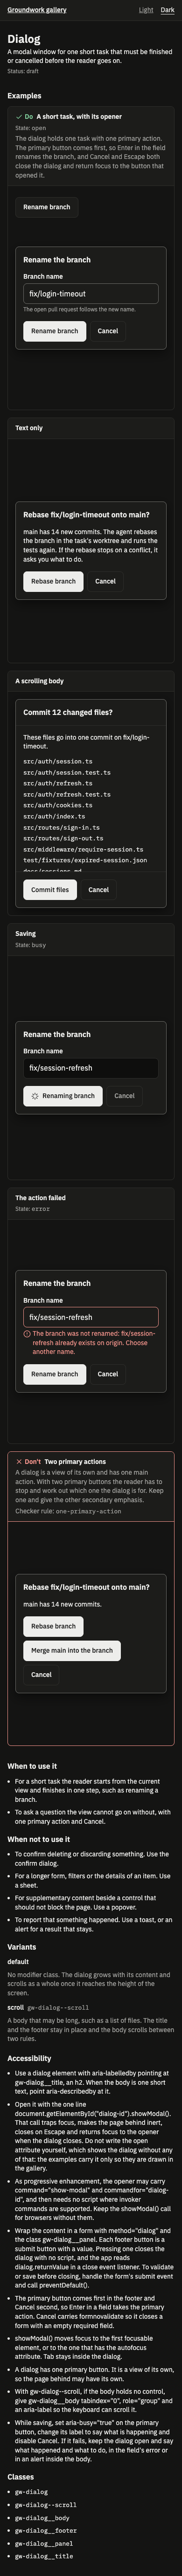 Groundwork gallery
Light Dark
Dialog
A modal window for one short task that must be finished
or cancelled before the reader goes on.
Status: draft
Examples
Do A short task, with its opener
State: open
The dialog holds one task with one primary action.
The primary button comes first, so Enter in the field
renames the branch, and Cancel and Escape both
close the dialog and return focus to the button that
opened it.
Rename branch
Rename the branch
Branch name
fix/login-timeout
The open pull request follows the new name.
Rename branch Cancel
Text only
Rebase fix/login-timeout onto main?
main has 14 new commits. The agent rebases
the branch in the task's worktree and runs the
tests again. If the rebase stops on a conflict, it
asks you what to do.
Rebase branch Cancel
A scrolling body
Commit 12 changed files?
These files go into one commit on fix/login-
timeout.
src/auth/session.ts
src/auth/session.test.ts
src/auth/refresh.ts
src/auth/refresh.test.ts
src/auth/cookies.ts
src/auth/index.ts
src/routes/sign-in.ts
src/routes/sign-out.ts
src/middleware/require-session.ts
test/fixtures/expired-session.json
Commit files Cancel
Saving
State: busy
Rename the branch
Branch name
fix/session-refresh
Renaming branch Cancel
The action failed
State: error
Rename the branch
Branch name
fix/session-refresh
The branch was not renamed: fix/session-
refresh already exists on origin. Choose
another name.
Rename branch Cancel
Don't Two primary actions
A dialog is a view of its own and has one main
action. With two primary buttons the reader has to
stop and work out which one the dialog is for. Keep
one and give the other secondary emphasis.
Checker rule: one-primary-action
Rebase fix/login-timeout onto main?
main has 14 new commits.
Rebase branch
Merge main into the branch
Cancel
When to use it
• For a short task the reader starts from the current
view and finishes in one step, such as renaming a
branch.
• To ask a question the view cannot go on without, with
one primary action and Cancel.
When not to use it
• To confirm deleting or discarding something. Use the
confirm dialog.
• For a longer form, filters or the details of an item. Use
a sheet.
• For supplementary content beside a control that
should not block the page. Use a popover.
• To report that something happened. Use a toast, or an
alert for a result that stays.
Variants
default
No modifier class. The dialog grows with its content and
scrolls as a whole once it reaches the height of the
screen.
scroll gw-dialog--scroll
A body that may be long, such as a list of files. The title
and the footer stay in place and the body scrolls between
two rules.
Accessibility
• Use a dialog element with aria-labelledby pointing at
gw-dialog__title, an h2. When the body is one short
text, point aria-describedby at it.
• Open it with the one line
document.getElementById("dialog-id").showModal().
That call traps focus, makes the page behind inert,
closes on Escape and returns focus to the opener
when the dialog closes. Do not write the open
attribute yourself, which shows the dialog without any
of that: the examples carry it only so they are drawn in
the gallery.
• As progressive enhancement, the opener may carry
command="show-modal" and commandfor="dialog-
id", and then needs no script where invoker
commands are supported. Keep the showModal() call
for browsers without them.
• Wrap the content in a form with method="dialog" and
the class gw-dialog__panel. Each footer button is a
submit button with a value. Pressing one closes the
dialog with no script, and the app reads
dialog.returnValue in a close event listener. To validate
or save before closing, handle the form's submit event
and call preventDefault().
• The primary button comes first in the footer and
Cancel second, so Enter in a field takes the primary
action. Cancel carries formnovalidate so it closes a
form with an empty required field.
• showModal() moves focus to the first focusable
element, or to the one that has the autofocus
attribute. Tab stays inside the dialog.
• A dialog has one primary button. It is a view of its own,
so the page behind may have its own.
• With gw-dialog--scroll, if the body holds no control,
give gw-dialog__body tabindex="0", role="group" and
an aria-label so the keyboard can scroll it.
• While saving, set aria-busy="true" on the primary
button, change its label to say what is happening and
disable Cancel. If it fails, keep the dialog open and say
what happened and what to do, in the field's error or
in an alert inside the body.
Classes
• gw-dialog
• gw-dialog--scroll
• gw-dialog__body
• gw-dialog__footer
• gw-dialog__panel
• gw-dialog__title